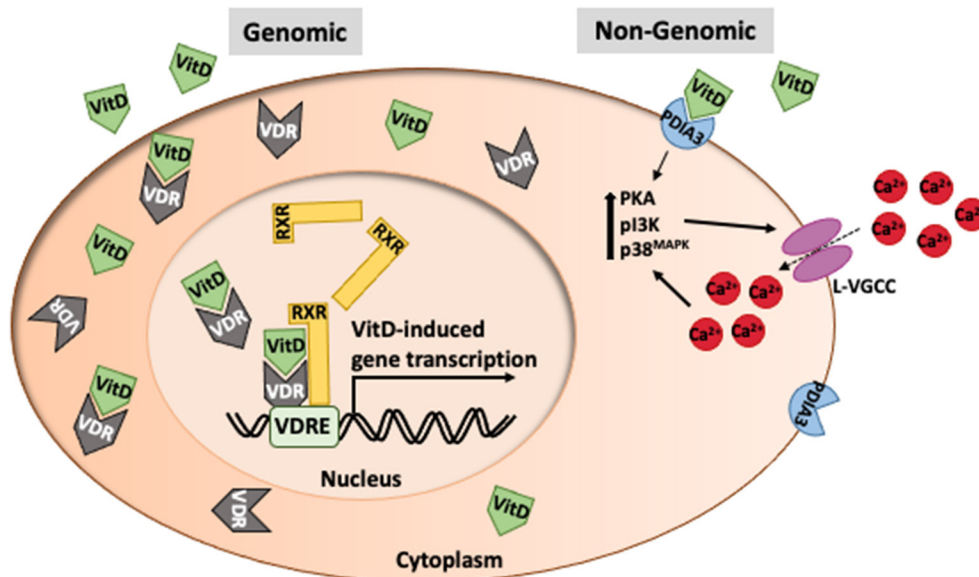 Genomic
Non-Genomic
VitD
VitD
VitD
VitD
VDR
VDR
VitD
VDR
VitD
PDIA3
VitD
PKA
pI3K
p38MAPK
Ca²⁺
Ca²⁺
Ca²⁺
Ca²⁺
Ca²⁺
L-VGCC
Ca²⁺
Ca²⁺
Ca²⁺
Ca²⁺
PDIA3
RXR
RXR
RXR
VitD
VDR
VitD
VDR
VDRE
VitD-induced
gene transcription
Nucleus
VitD
VDR
VitD
VDR
VDR
VitD
Cytoplasm